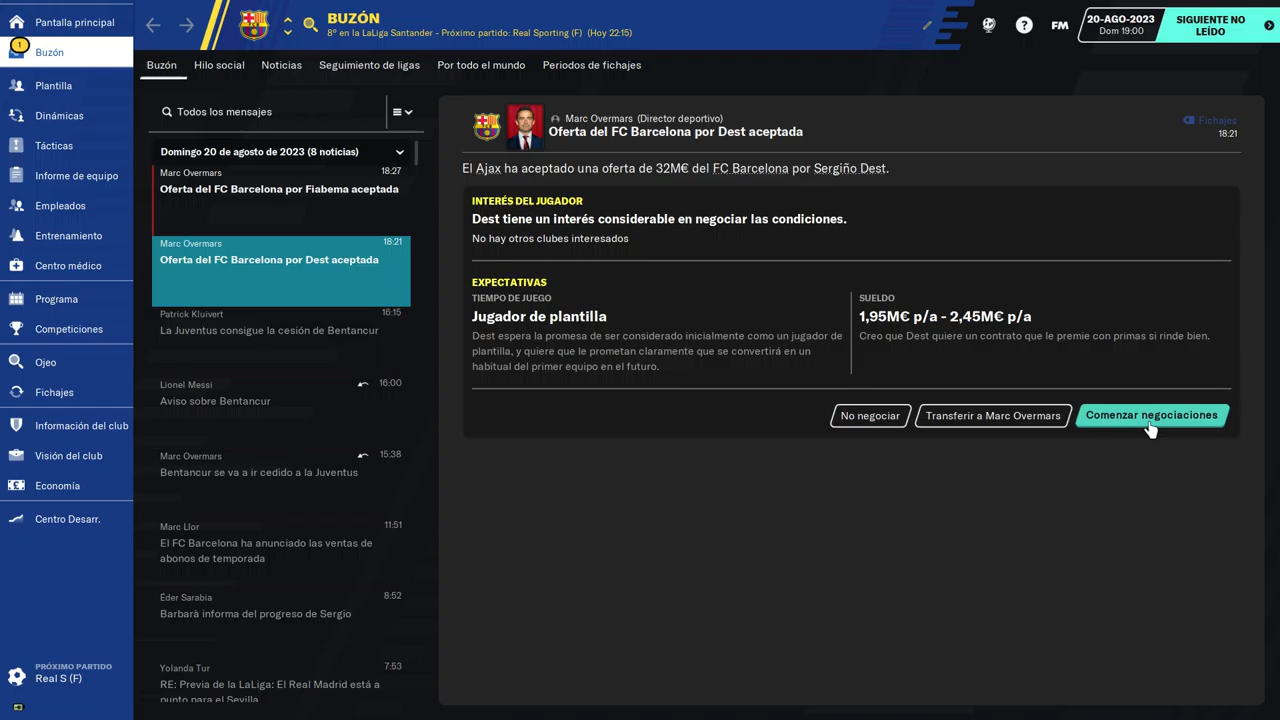 Pantalla principal
1
Buzón
Plantilla
Dinámicas
Tácticas
Informe de equipo
Empleados
Entrenamiento
Centro médico
Programa
Competiciones
Ojeo
Fichajes
Información del club
Visión del club
Economía
Centro Desarr.
PRÓXIMO PARTIDO
Real S (F)
BUZÓN
8º en la LaLiga Santander - Próximo partido: Real Sporting (F) (Hoy 22:15)
?
FM
20-AGO-2023
Dom 19:00
SIGUIENTE NO
LEÍDO
Buzón
Hilo social
Noticias
Seguimiento de ligas
Por todo el mundo
Periodos de fichajes
Todos los mensajes
Domingo 20 de agosto de 2023 (8 noticias)
Marc Overmars 18:27
Oferta del FC Barcelona por Fiabema aceptada
Marc Overmars 18:21
Oferta del FC Barcelona por Dest aceptada
Patrick Kluivert 16:15
La Juventus consigue la cesión de Bentancur
Lionel Messi 16:00
Aviso sobre Bentancur
Marc Overmars 15:38
Bentancur se va a ir cedido a la Juventus
Marc Llor 11:51
El FC Barcelona ha anunciado las ventas de
abonos de temporada
Éder Sarabia 8:52
Barbarà informa del progreso de Sergio
Yolanda Tur 7:53
RE: Previa de la LaLiga: El Real Madrid está a
punto para el Sevilla
Marc Overmars (Director deportivo)
Oferta del FC Barcelona por Dest aceptada
Fichajes
18:21
El Ajax ha aceptado una oferta de 32M€ del FC Barcelona por Sergiño Dest.
INTERÉS DEL JUGADOR
Dest tiene un interés considerable en negociar las condiciones.
No hay otros clubes interesados
EXPECTATIVAS
TIEMPO DE JUEGO
Jugador de plantilla
Dest espera la promesa de ser considerado inicialmente como un jugador de
plantilla, y quiere que le prometan claramente que se convertirá en un
habitual del primer equipo en el futuro.
SUELDO
1,95M€ p/a - 2,45M€ p/a
Creo que Dest quiere un contrato que le premie con primas si rinde bien.
No negociar
Transferir a Marc Overmars
Comenzar negociaciones